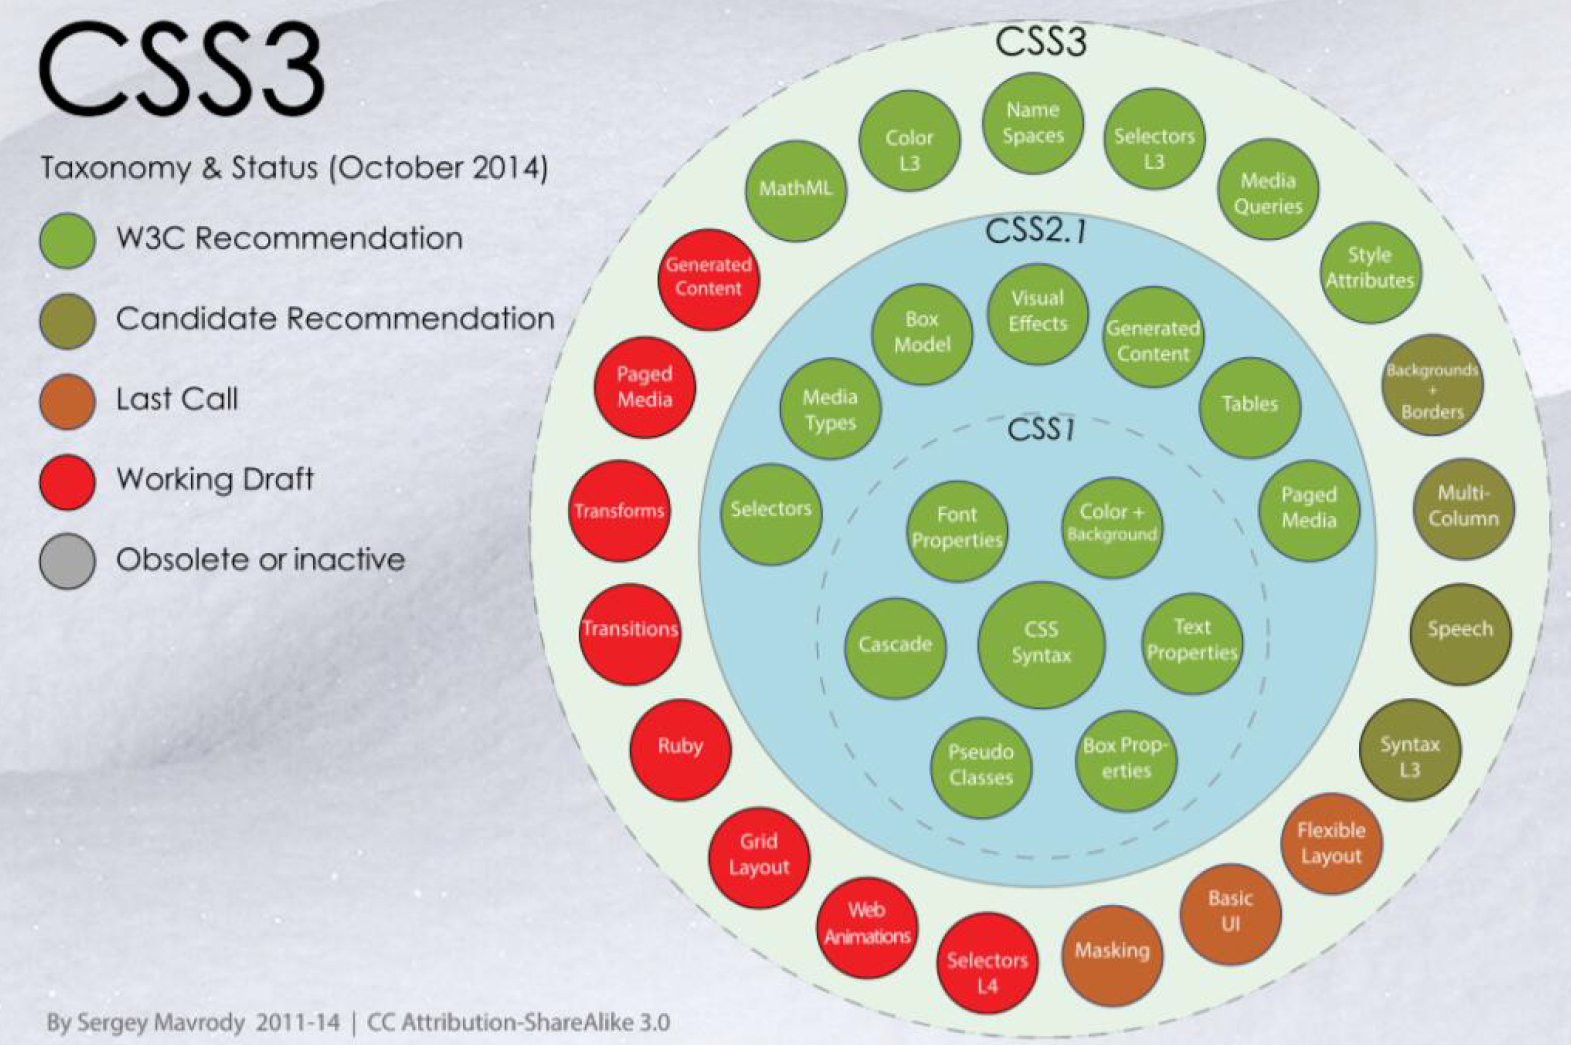 CSS3
Taxonomy & Status (October 2014)
W3C Recommendation
Candidate Recommendation
Last Call
Working Draft
Obsolete or inactive
CSS3
Name
Spaces
Selectors
L3
Media
Queries
Style
Attributes
Backgrounds
+
Borders
Multi-
Column
Speech
Syntax
L3
Flexible
Layout
Basic
UI
Masking
Selectors
L4
Web
Animations
Grid
Layout
Ruby
Transitions
Transforms
Paged
Media
Generated
Content
MathML
Color
L3
CSS2.1
Selectors
Media
Types
Box
Model
Visual
Effects
Generated
Content
Tables
Paged
Media
CSS1
Font
Properties
Color +
Background
Cascade
CSS
Syntax
Text
Properties
Pseudo
Classes
Box Prop-
erties
By Sergey Mavrody 2011-14 | CC Attribution-ShareAlike 3.0